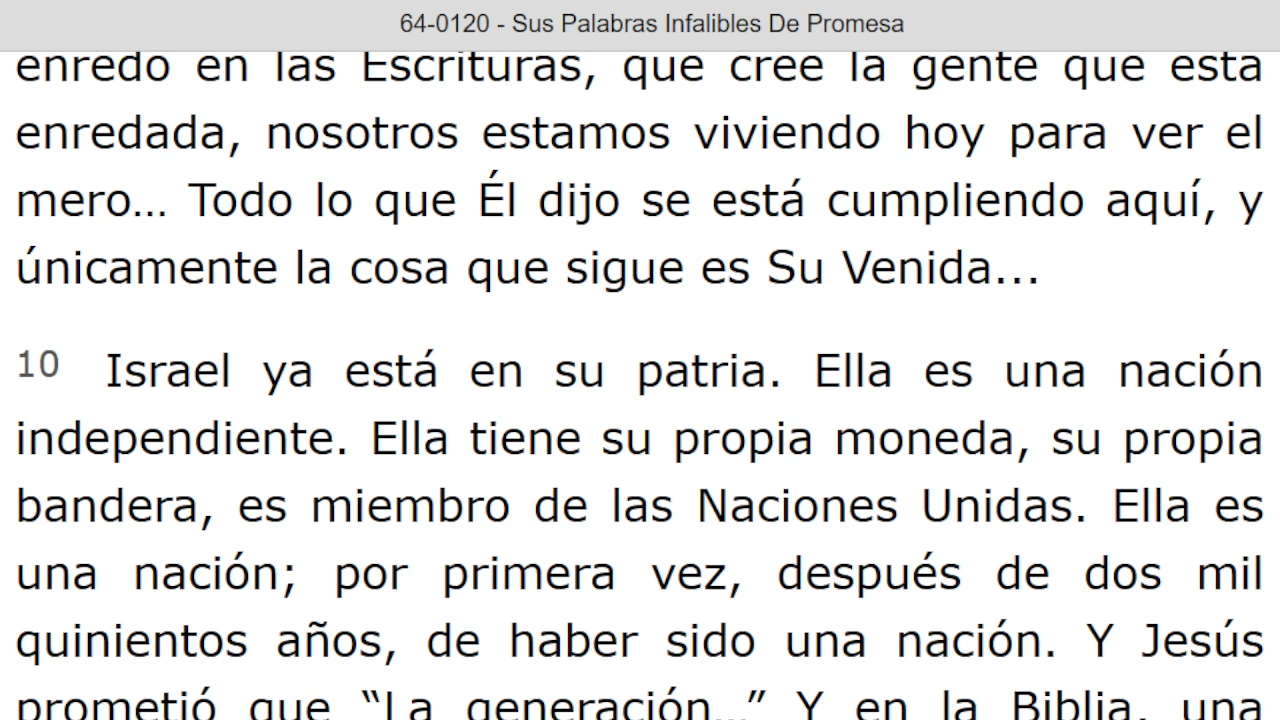 64-0120 - Sus Palabras Infalibles De Promesa
enredo en las Escrituras, que cree la gente que está
enredada, nosotros estamos viviendo hoy para ver el
mero… Todo lo que Él dijo se está cumpliendo aquí, y
únicamente la cosa que sigue es Su Venida...
10 Israel ya está en su patria. Ella es una nación
independiente. Ella tiene su propia moneda, su propia
bandera, es miembro de las Naciones Unidas. Ella es
una nación; por primera vez, después de dos mil
quinientos años, de haber sido una nación. Y Jesús
prometió que “La generación…” Y en la Biblia, una